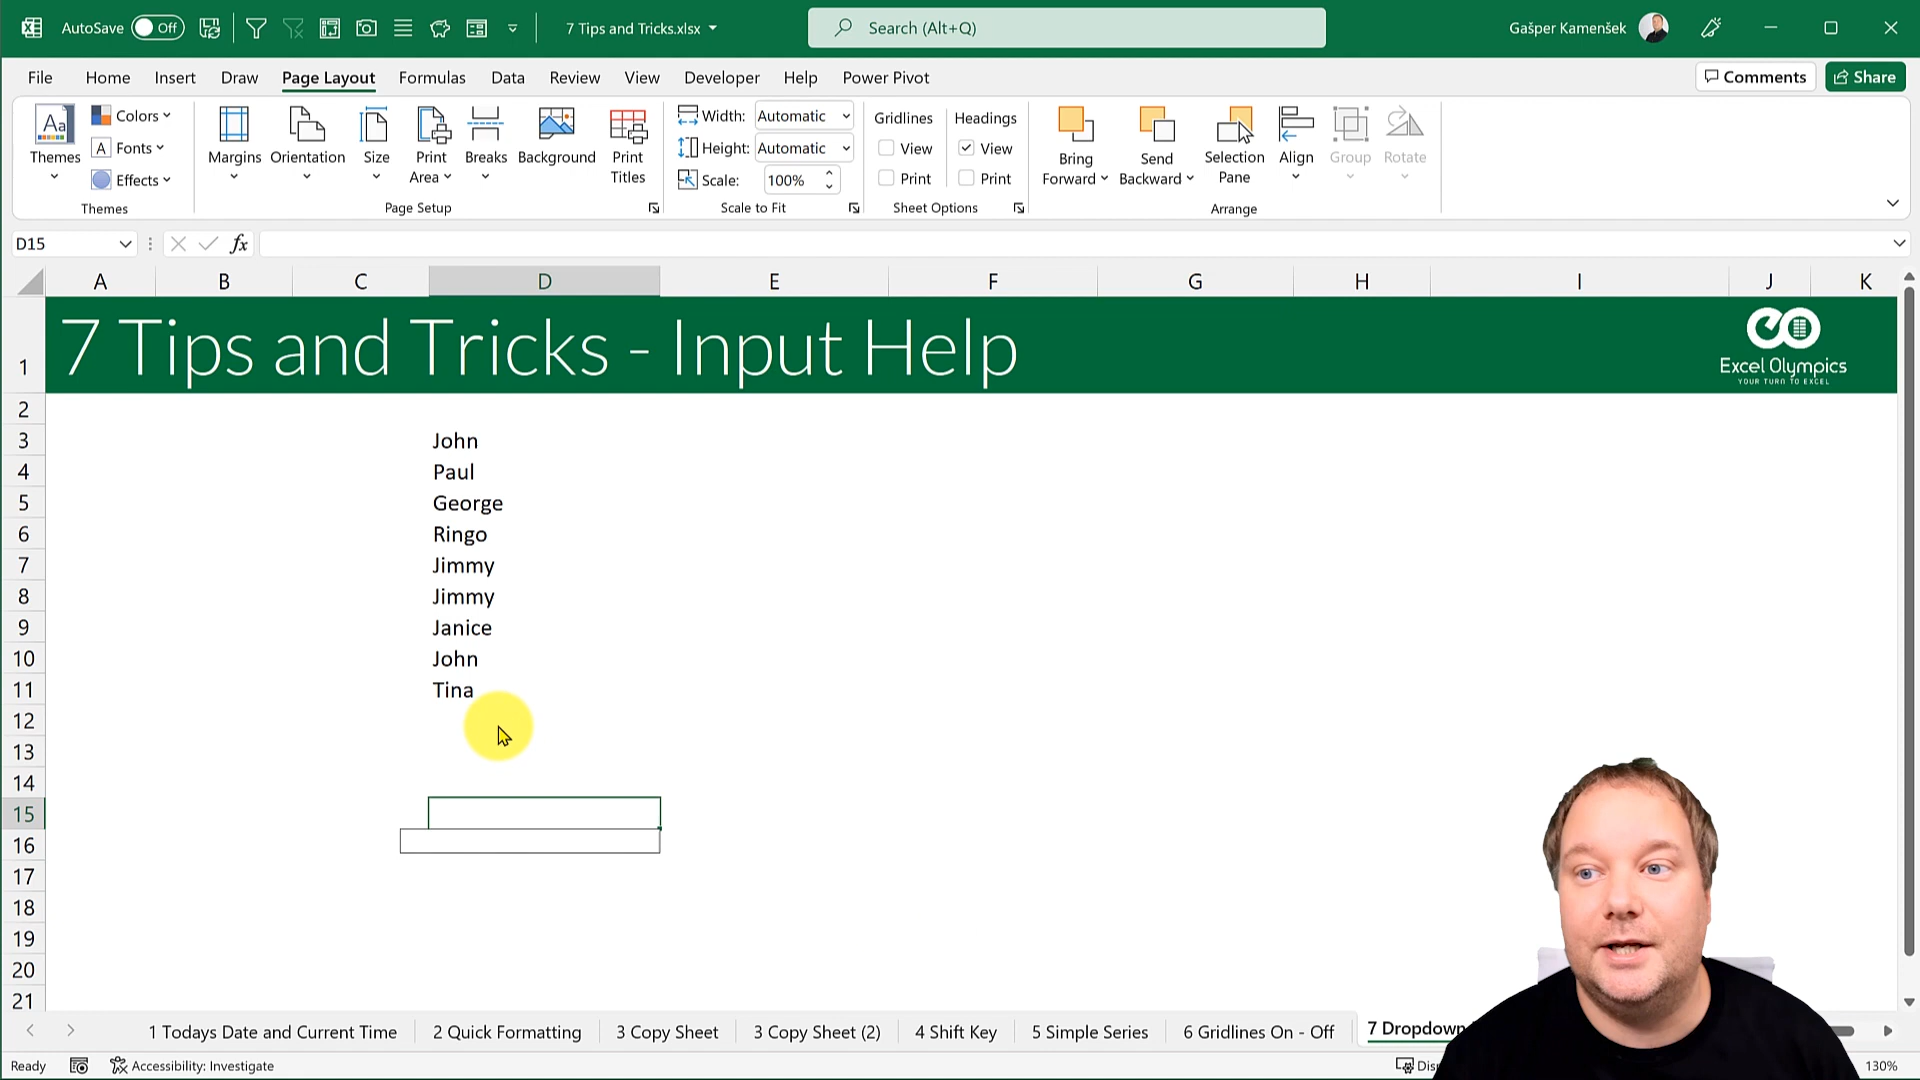 AutoSave Off 7 Tips and Tricks.xlsx Search (Alt+Q) Gašper Kamenšek
File Home Insert Draw Page Layout Formulas Data Review View Developer Help Power Pivot Comments Share
Aa Themes Colors Fonts Effects
Themes
Margins Orientation Size Print Area Breaks Background Print Titles
Page Setup
Width: Automatic
Height: Automatic
Scale: 100%
Scale to Fit
Gridlines Headings
View View
Print Print
Sheet Options
Bring Forward Send Backward Selection Pane Align Group Rotate
Arrange
D15 fx
A B C D E F G H I J K
1 7 Tips and Tricks - Input Help
Excel Olympics
YOUR TURN TO EXCEL
2
3 John
4 Paul
5 George
6 Ringo
7 Jimmy
8 Jimmy
9 Janice
10 John
11 Tina
12
13
14
15
16
17
18
19
20
21
1 Todays Date and Current Time 2 Quick Formatting 3 Copy Sheet 3 Copy Sheet (2) 4 Shift Key 5 Simple Series 6 Gridlines On - Off 7 Dropdown
Ready Accessibility: Investigate 130%